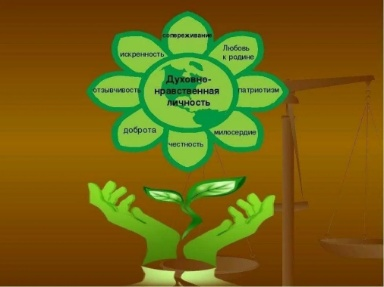 сопереживание
Любовь
к родине
патриотизм
милосердие
честность
доброта
отзывчивость
искренность
Духовно-
нравственная
личность